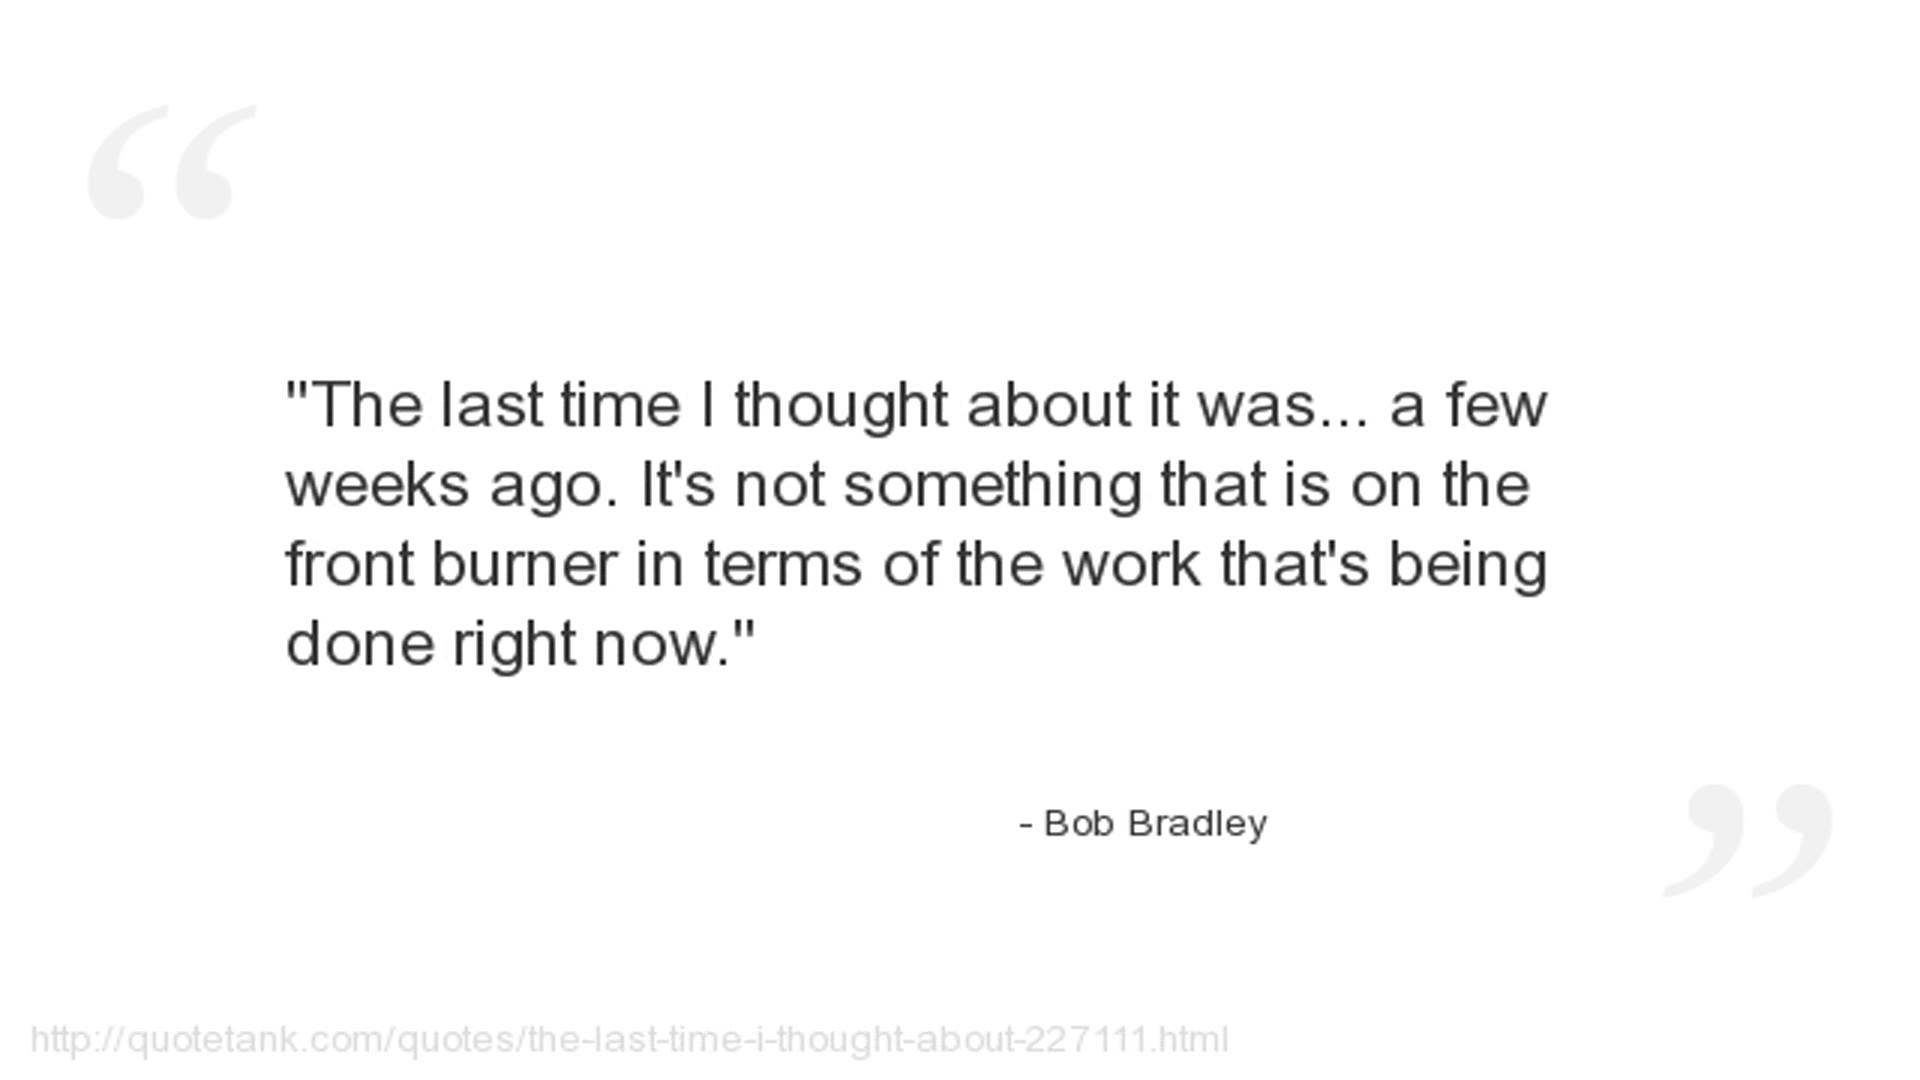 "The last time I thought about it was... a few
weeks ago. It's not something that is on the
front burner in terms of the work that's being
done right now."
- Bob Bradley
http://quotetank.com/quotes/the-last-time-i-thought-about-227111.html